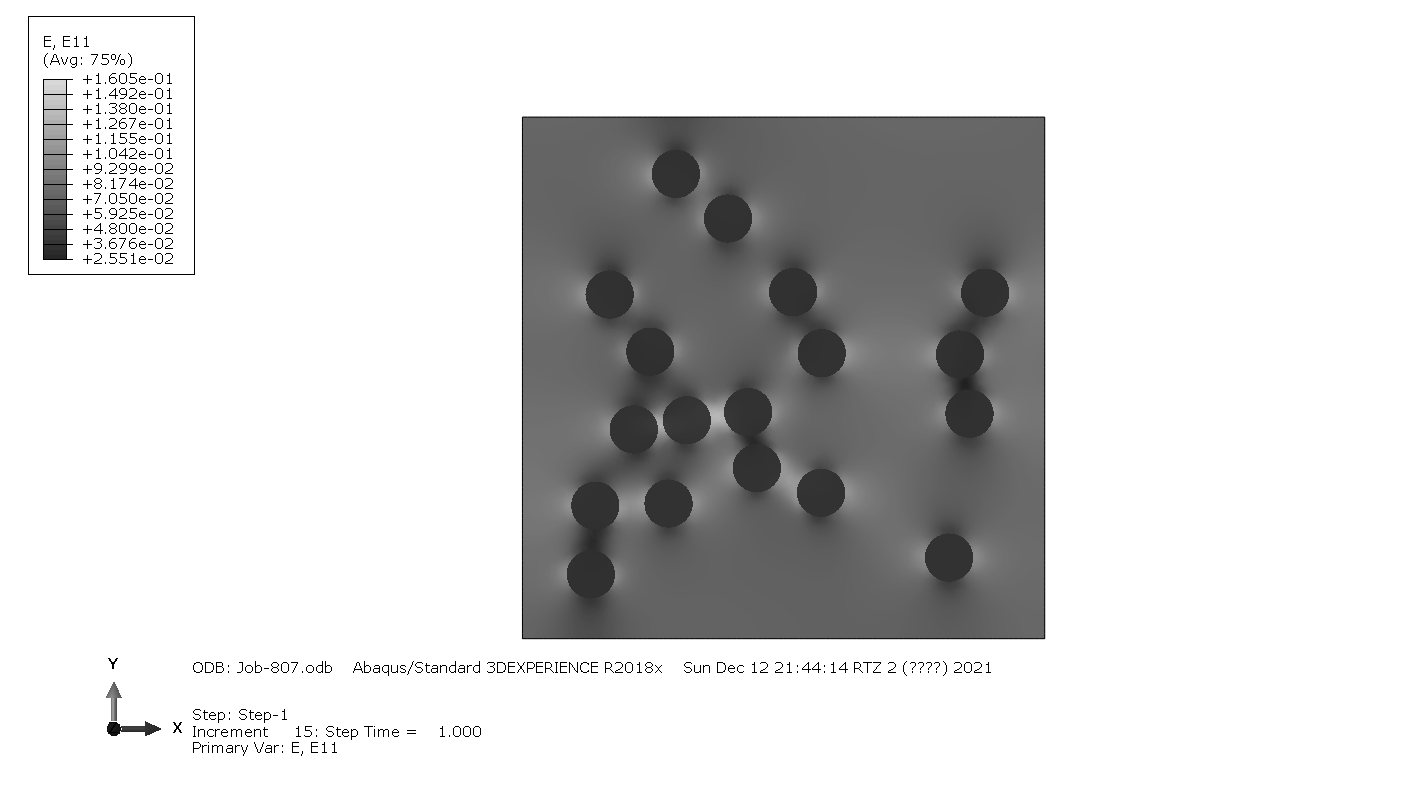 E, E11
(Avg: 75%)
+1.605e-01
+1.492e-01
+1.380e-01
+1.267e-01
+1.155e-01
+1.042e-01
+9.299e-02
+8.174e-02
+7.050e-02
+5.925e-02
+4.800e-02
+3.676e-02
+2.551e-02
Y
X
ODB: Job-807.odb    Abaqus/Standard 3DEXPERIENCE R2018x    Sun Dec 12 21:44:14 RTZ 2 (????) 2021
Step: Step-1
Increment     15: Step Time =    1.000
Primary Var: E, E11